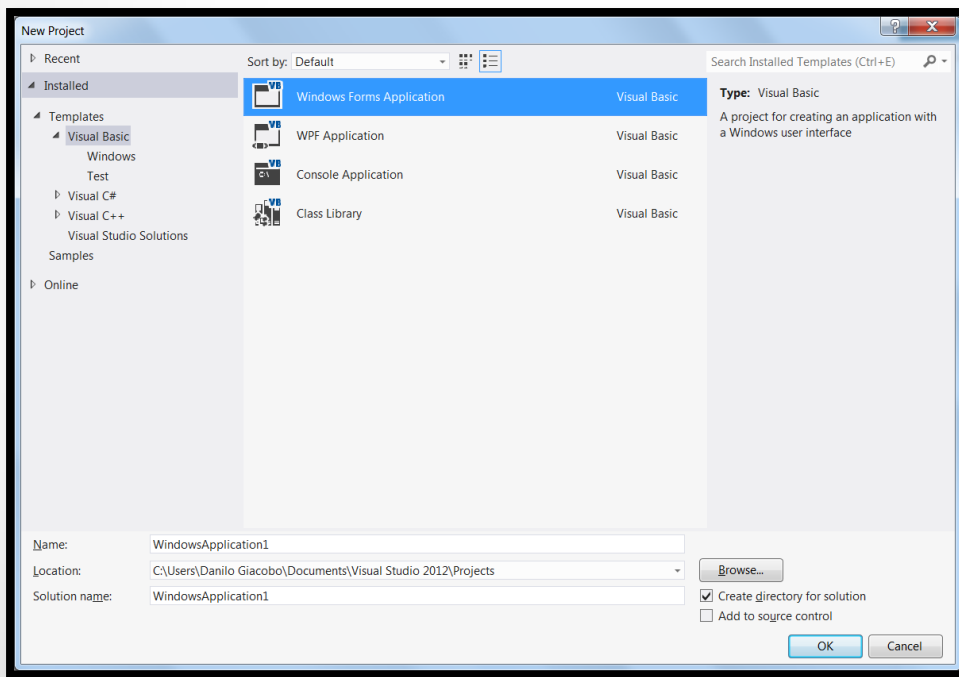 New Project
Recent
Installed
Templates
Visual Basic
Windows
Test
Visual C#
Visual C++
Visual Studio Solutions
Samples
Online
Sort by: Default
VB Windows Forms Application Visual Basic
VB WPF Application Visual Basic
VB C:\ Console Application Visual Basic
VB Class Library Visual Basic
Search Installed Templates (Ctrl+E)
Type: Visual Basic
A project for creating an application with
a Windows user interface
Name: WindowsApplication1
Location: C:\Users\Danilo Giacobo\Documents\Visual Studio 2012\Projects
Browse...
Solution name: WindowsApplication1
Create directory for solution
Add to source control
OK Cancel